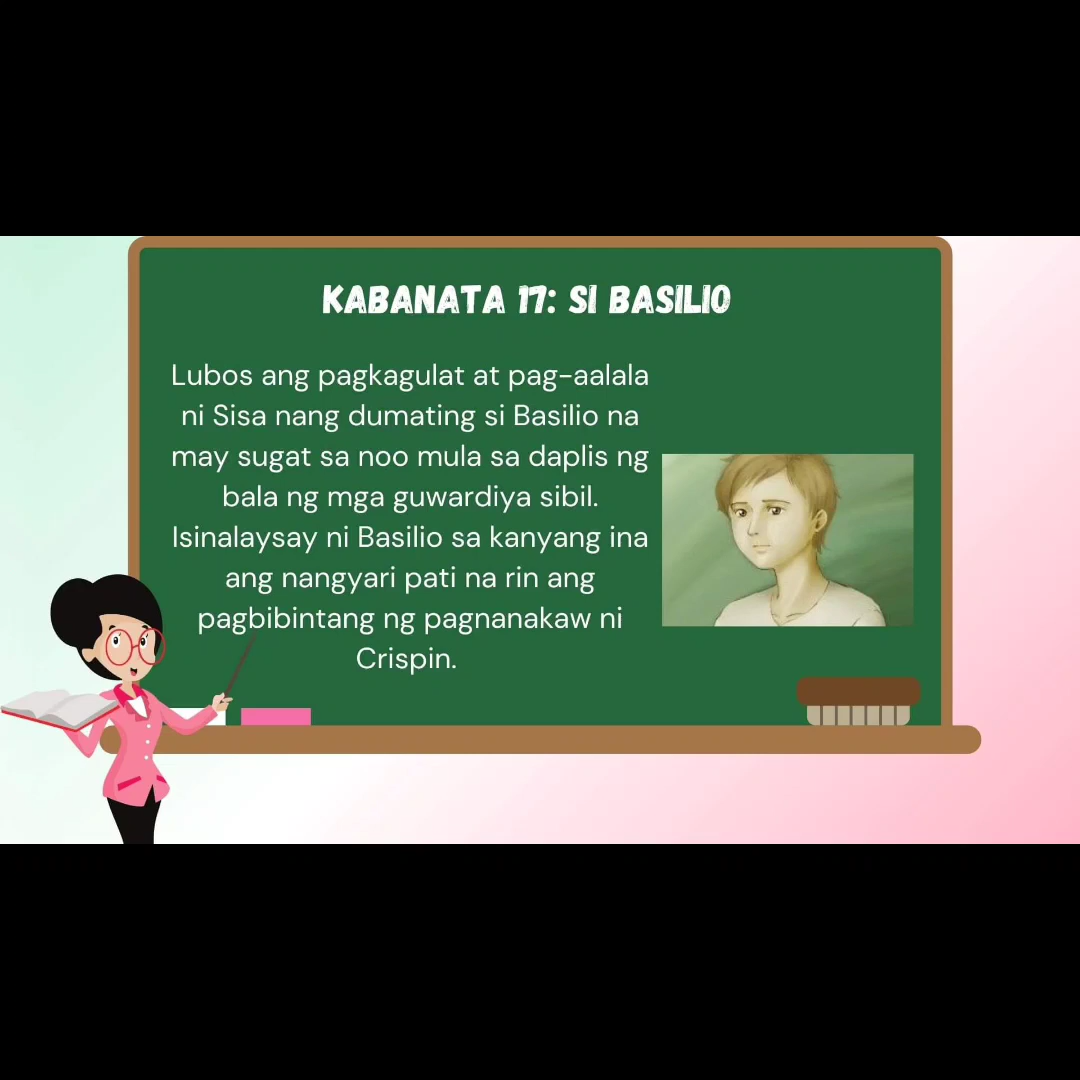 KABANATA 17: SI BASILIO
Lubos ang pagkagulat at pag-aalala
ni Sisa nang dumating si Basilio na
may sugat sa noo mula sa daplis ng
bala ng mga guwardiya sibil.
Isinalaysay ni Basilio sa kanyang ina
ang nangyari pati na rin ang
pagbibintang ng pagnanakaw ni
Crispin.